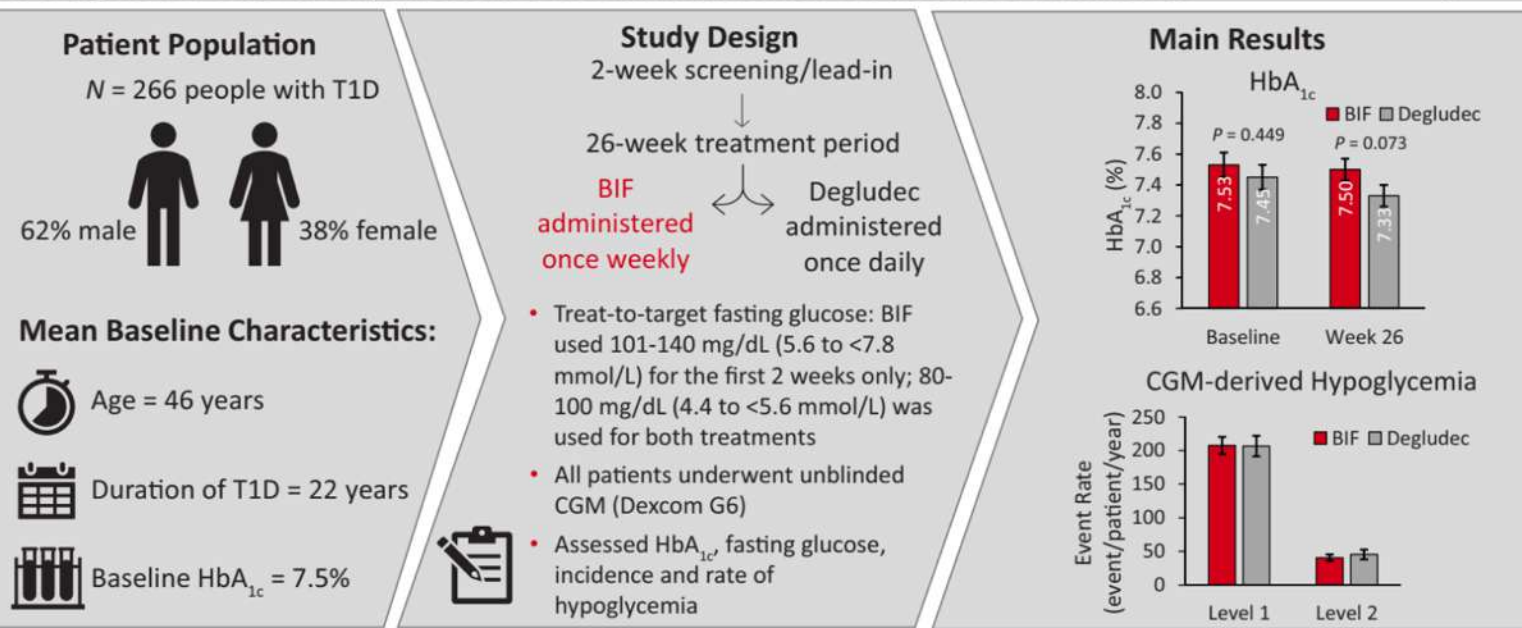 Patient Population
N = 266 people with T1D
62% male
38% female
Mean Baseline Characteristics:
Age = 46 years
Duration of T1D = 22 years
Baseline HbA1c = 7.5%
Study Design
2-week screening/lead-in
26-week treatment period
BIF
administered
once weekly
Degludec
administered
once daily
• Treat-to-target fasting glucose: BIF
used 101-140 mg/dL (5.6 to <7.8
mmol/L) for the first 2 weeks only; 80-
100 mg/dL (4.4 to <5.6 mmol/L) was
used for both treatments
• All patients underwent unblinded
CGM (Dexcom G6)
• Assessed HbA1c, fasting glucose,
incidence and rate of
hypoglycemia
Main Results
HbA1c
BIF Degludec
HbA1c (%)
8.0
7.8
7.6
7.4
7.2
7.0
6.8
6.6
P = 0.449
P = 0.073
7.53
7.45
7.50
7.33
Baseline
Week 26
CGM-derived Hypoglycemia
BIF Degludec
Event Rate
(event/patient/year)
250
200
150
100
50
0
Level 1
Level 2